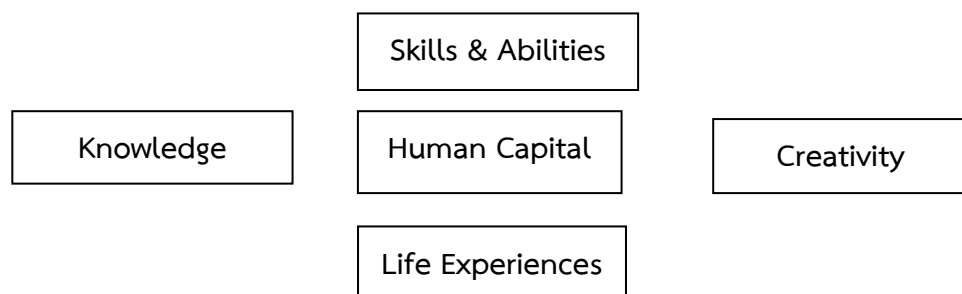 Skills & Abilities
Knowledge
Human Capital
Creativity
Life Experiences